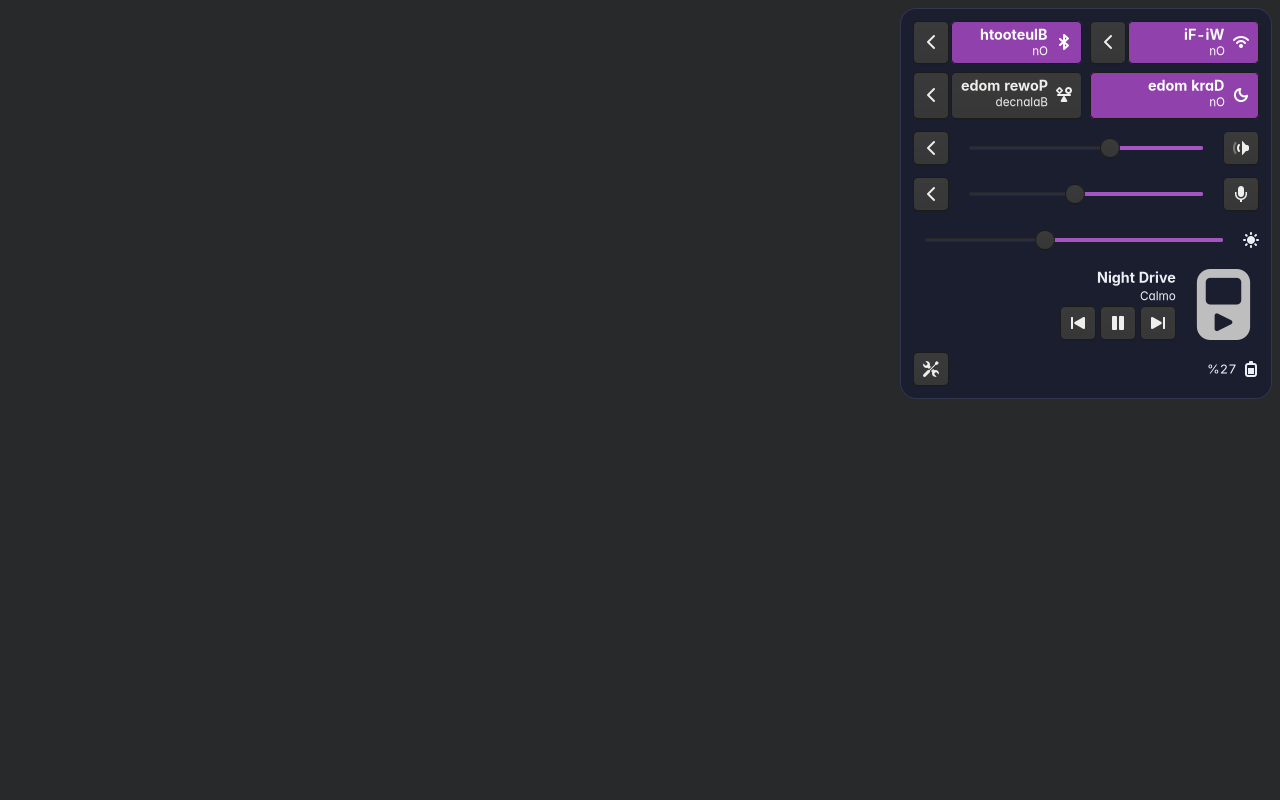 htooteulB
nO
iF-iW
nO
edom rewoP
decnalaB
edom kraD
nO
Night Drive
Calmo
%27